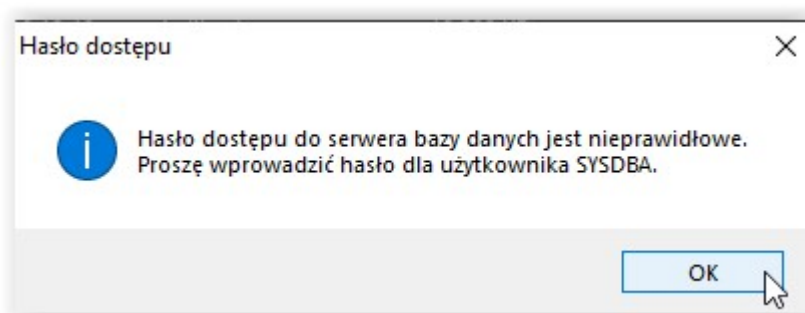 Hasło dostępu
Hasło dostępu do serwera bazy danych jest nieprawidłowe.
Proszę wprowadzić hasło dla użytkownika SYSDBA.
OK